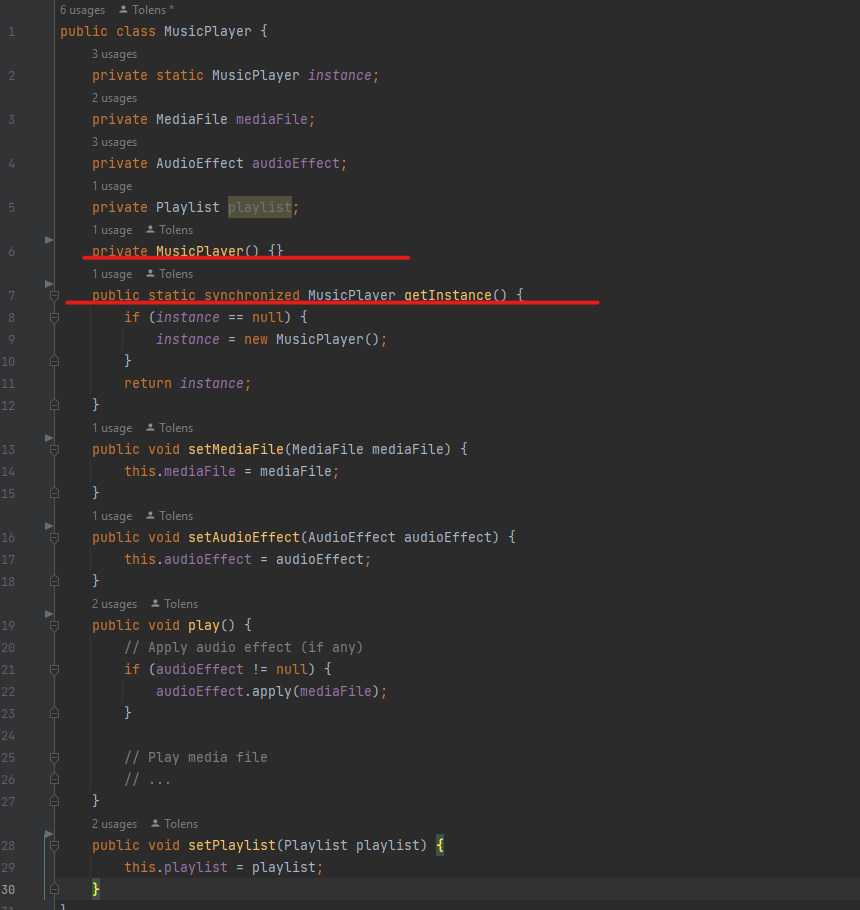 6 usages Tolens *
1 public class MusicPlayer {
3 usages
2 private static MusicPlayer instance;
2 usages
3 private MediaFile mediaFile;
3 usages
4 private AudioEffect audioEffect;
1 usage
5 private Playlist playlist;
1 usage Tolens
6 private MusicPlayer() {}
1 usage Tolens
7 public static synchronized MusicPlayer getInstance() {
8 if (instance == null) {
9 instance = new MusicPlayer();
10 }
11 return instance;
12 }
1 usage Tolens
13 public void setMediaFile(MediaFile mediaFile) {
14 this.mediaFile = mediaFile;
15 }
1 usage Tolens
16 public void setAudioEffect(AudioEffect audioEffect) {
17 this.audioEffect = audioEffect;
18 }
2 usages Tolens
19 public void play() {
20 // Apply audio effect (if any)
21 if (audioEffect != null) {
22 audioEffect.apply(mediaFile);
23 }
24
25 // Play media file
26 // ...
27 }
2 usages Tolens
28 public void setPlaylist(Playlist playlist) {
29 this.playlist = playlist;
30 }
}